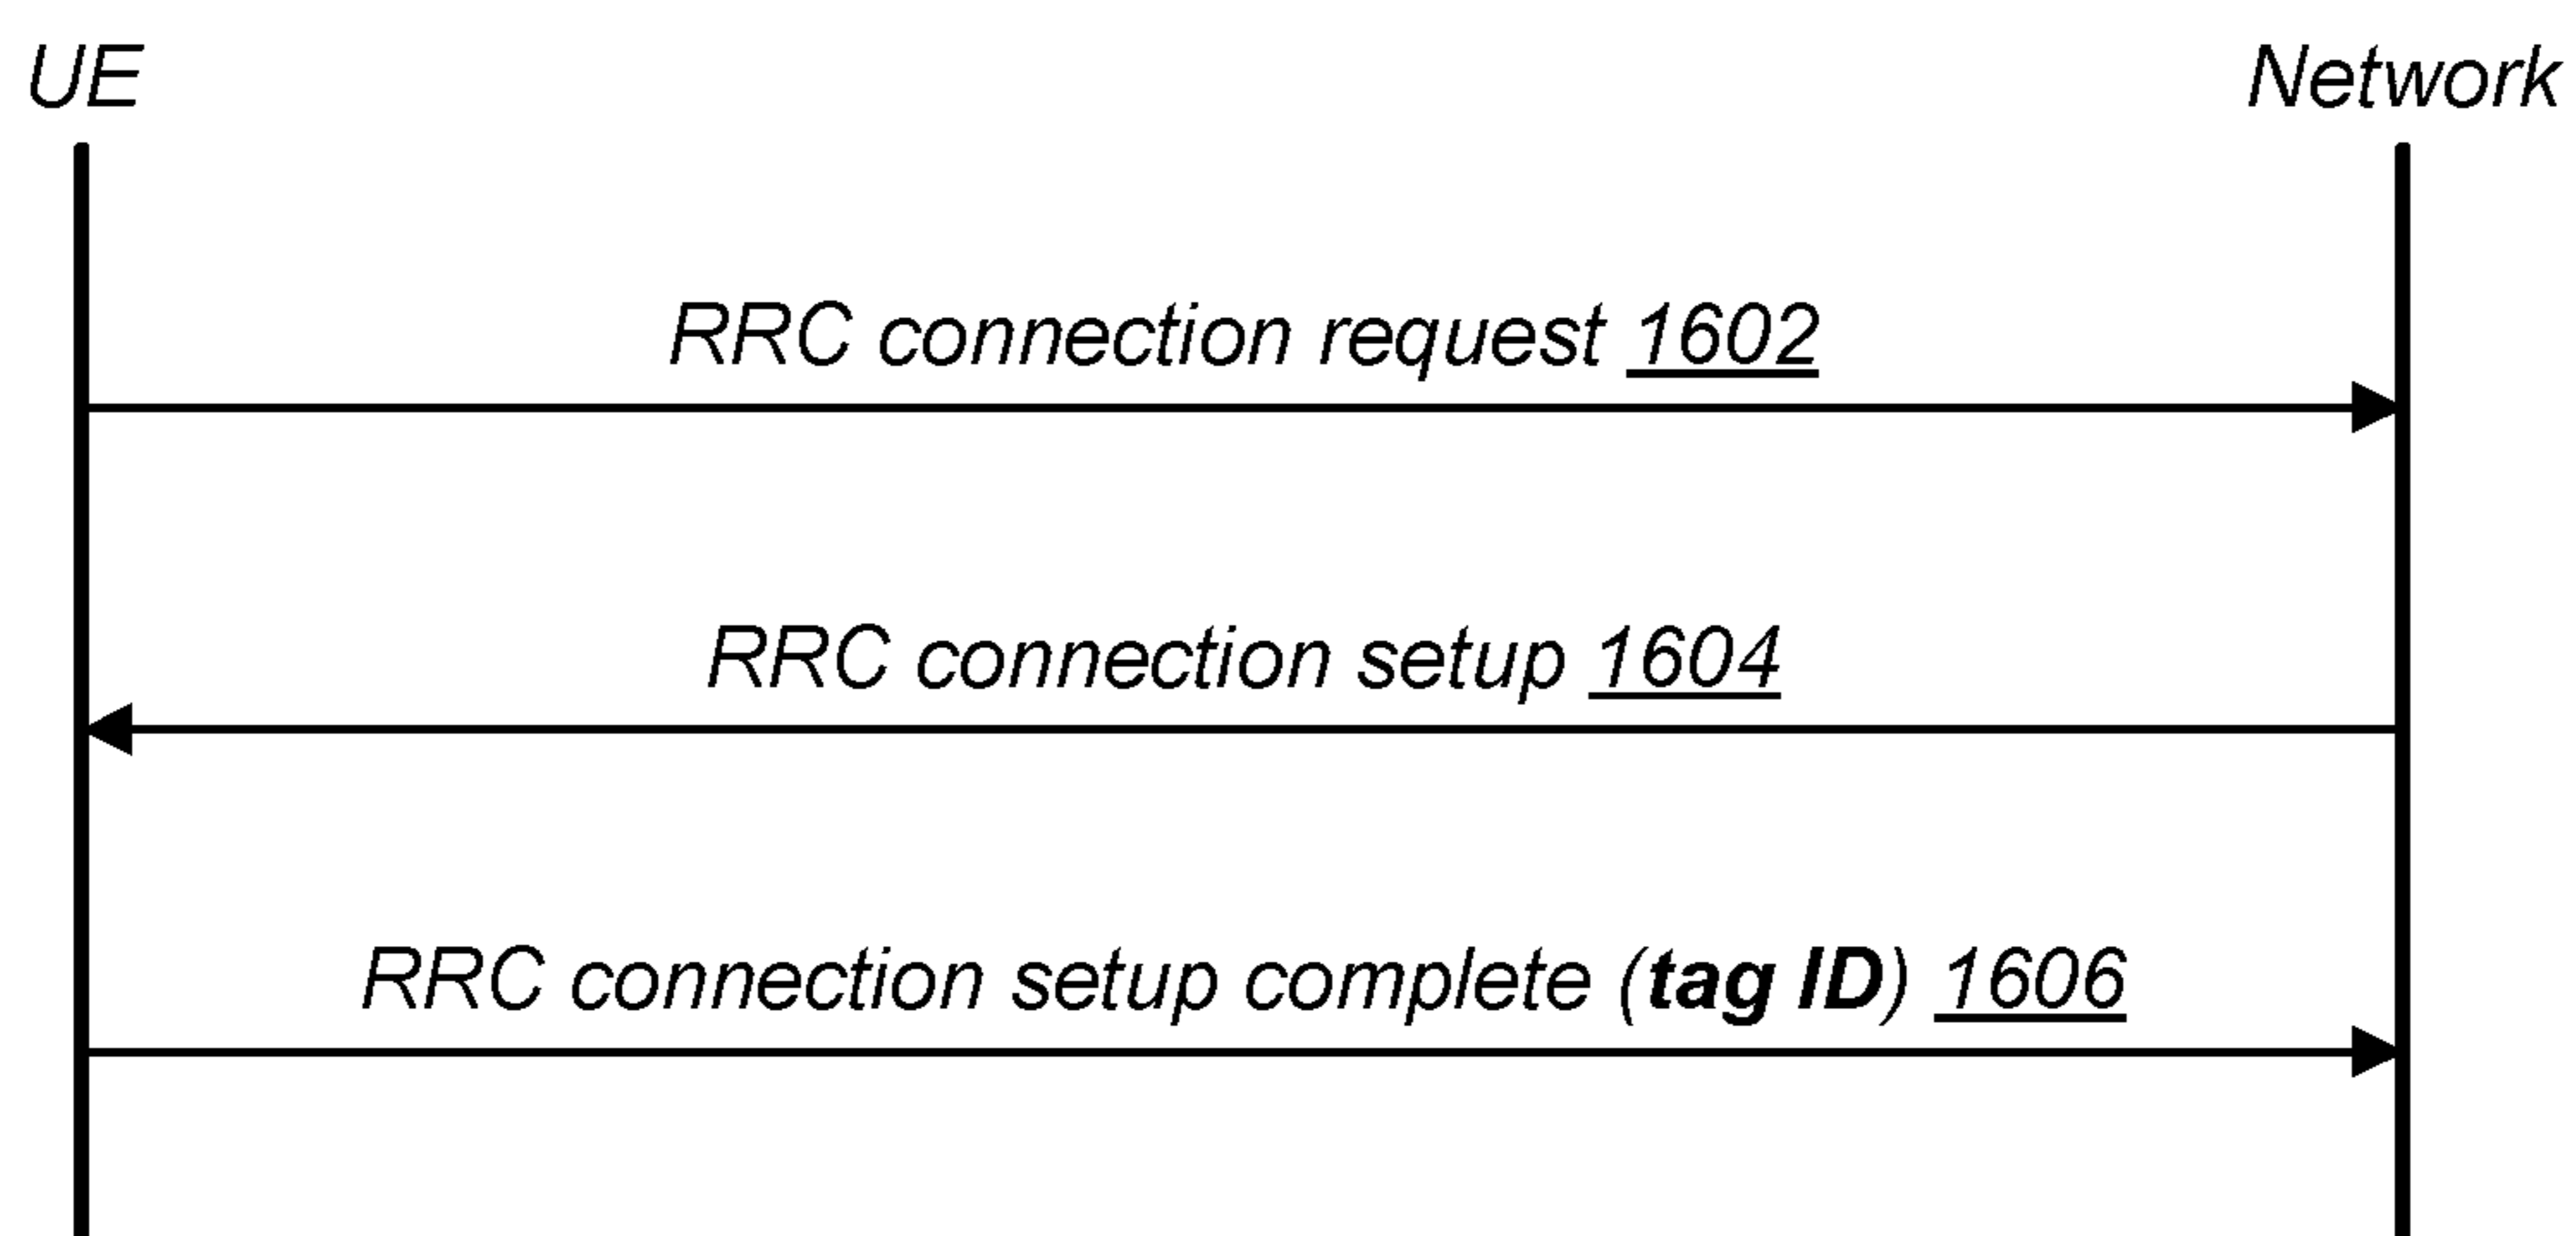 UE
Network
RRC connection request 1602
RRC connection setup 1604
RRC connection setup complete (tag ID) 1606